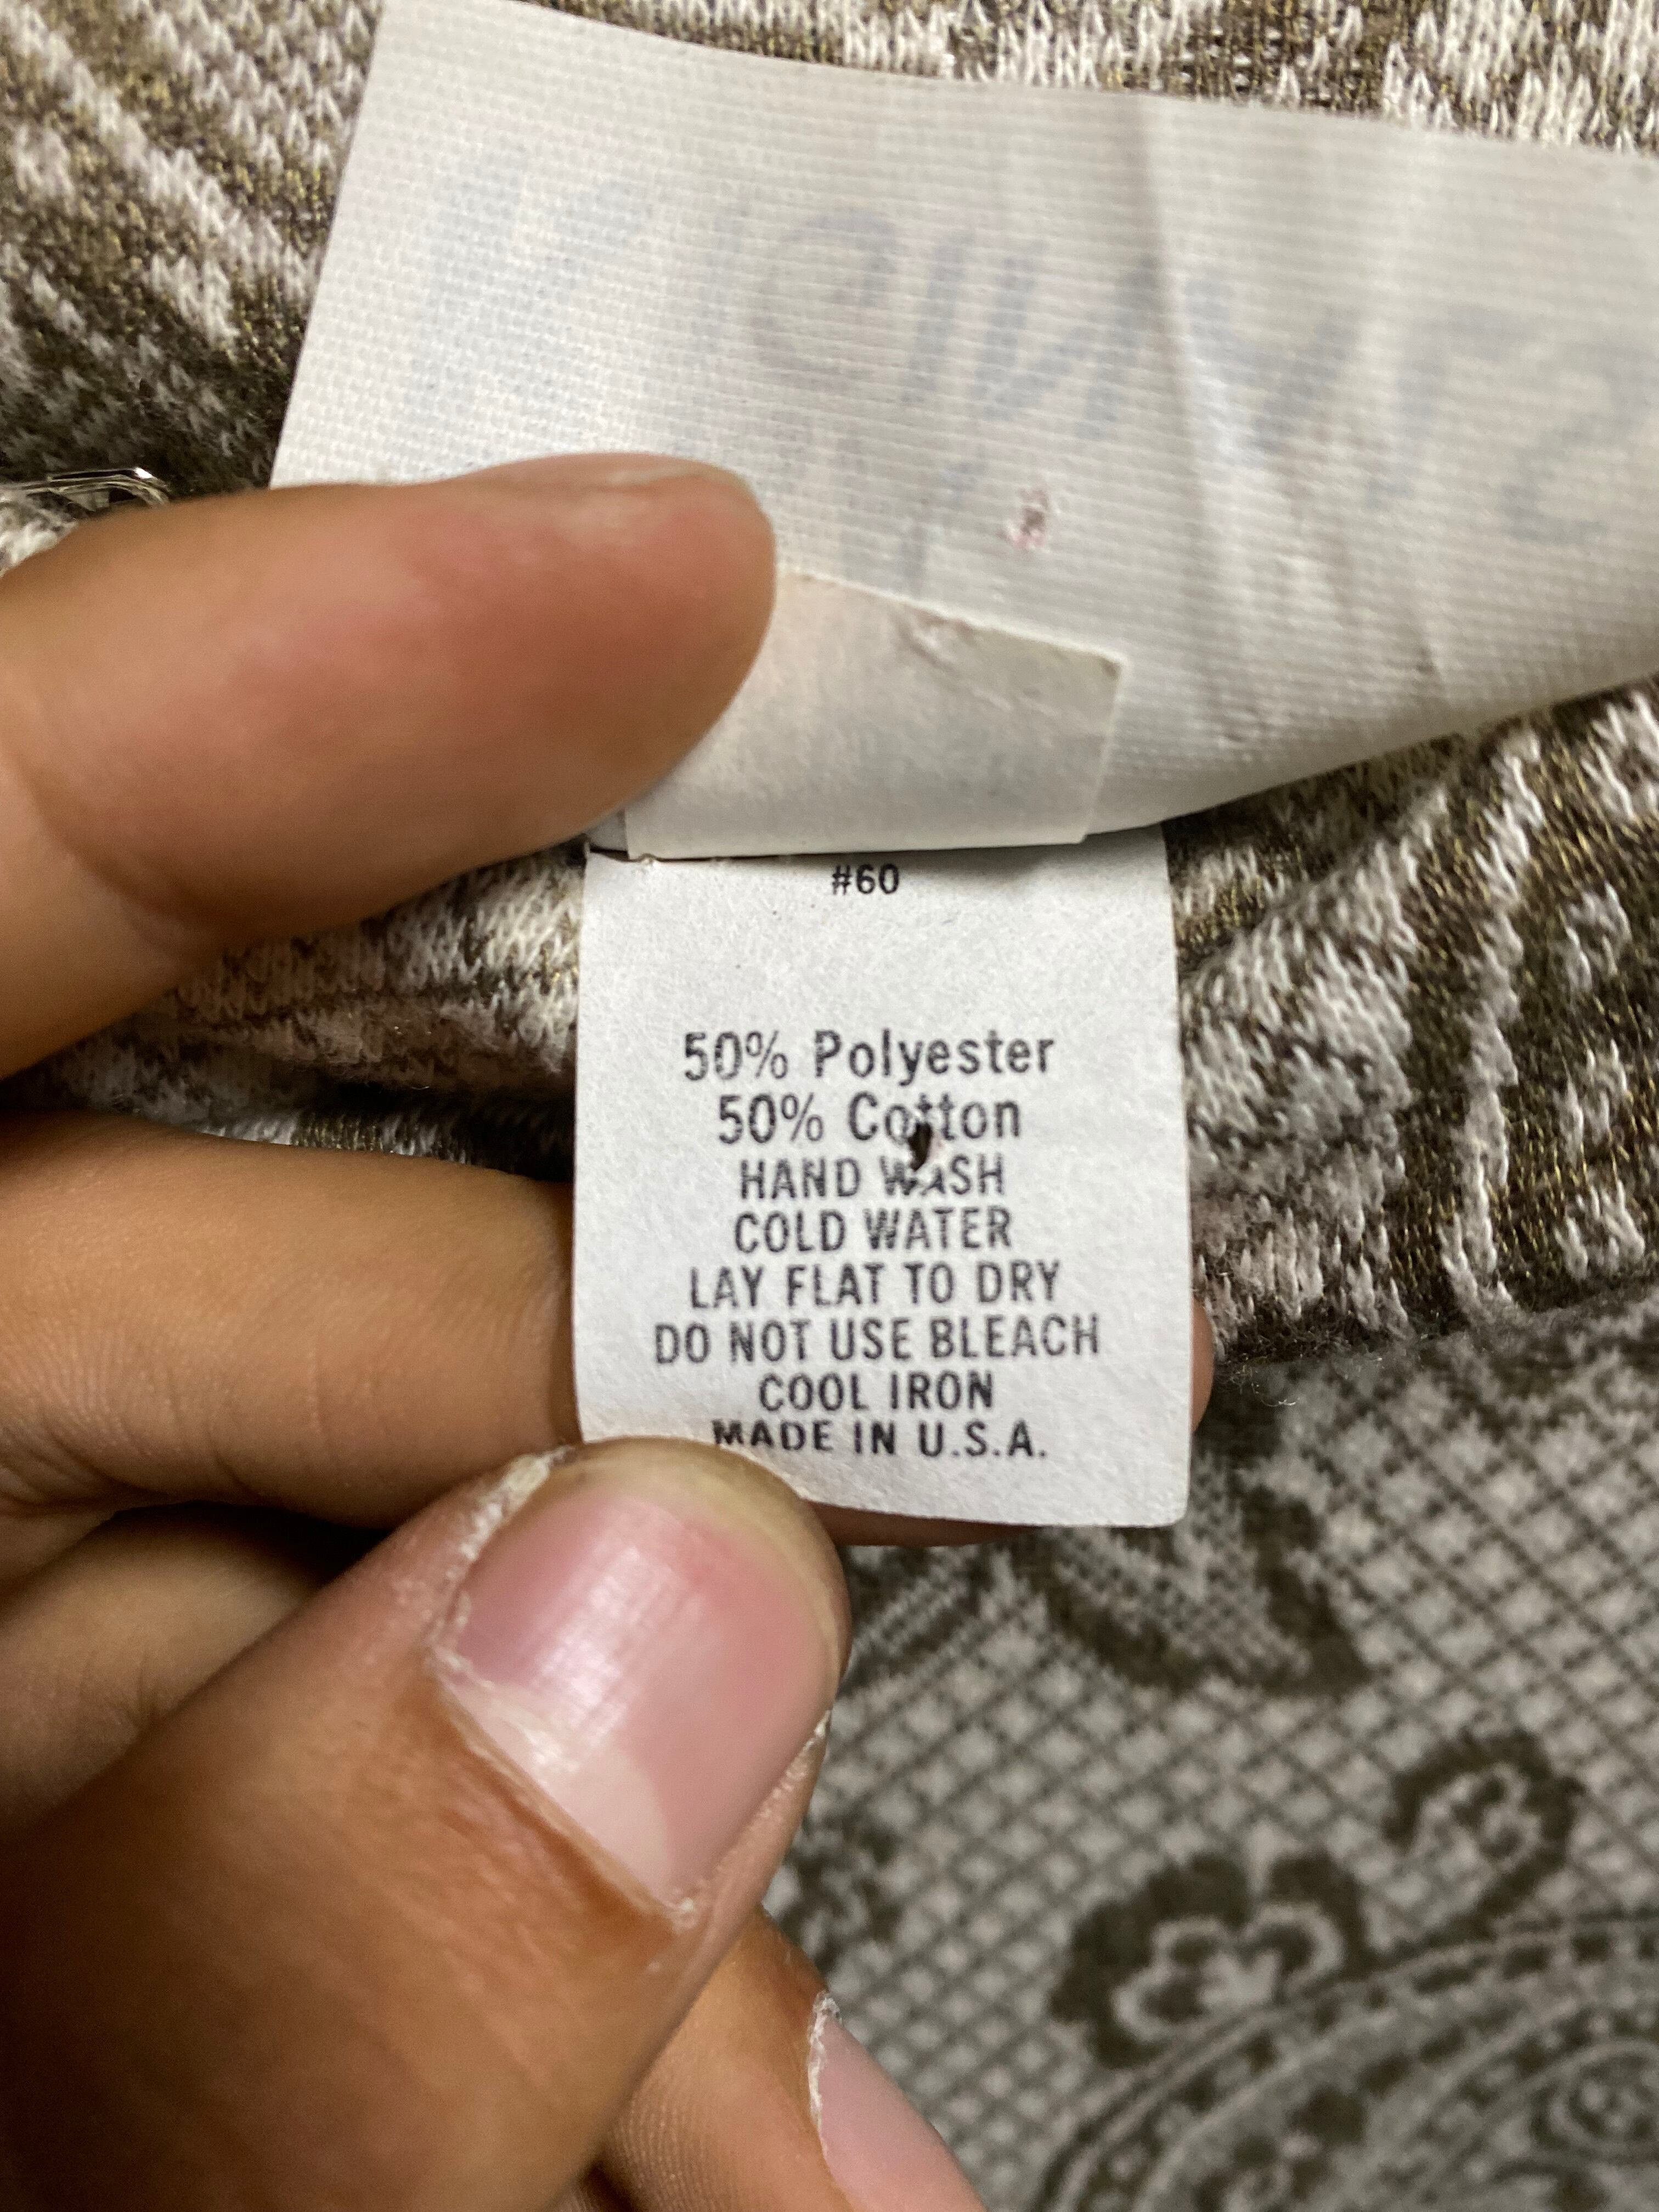 #60
50% Polyester
50% Cotton
HAND WASH
COLD WATER
LAY FLAT TO DRY
DO NOT USE BLEACH
COOL IRON
MADE IN U.S.A.